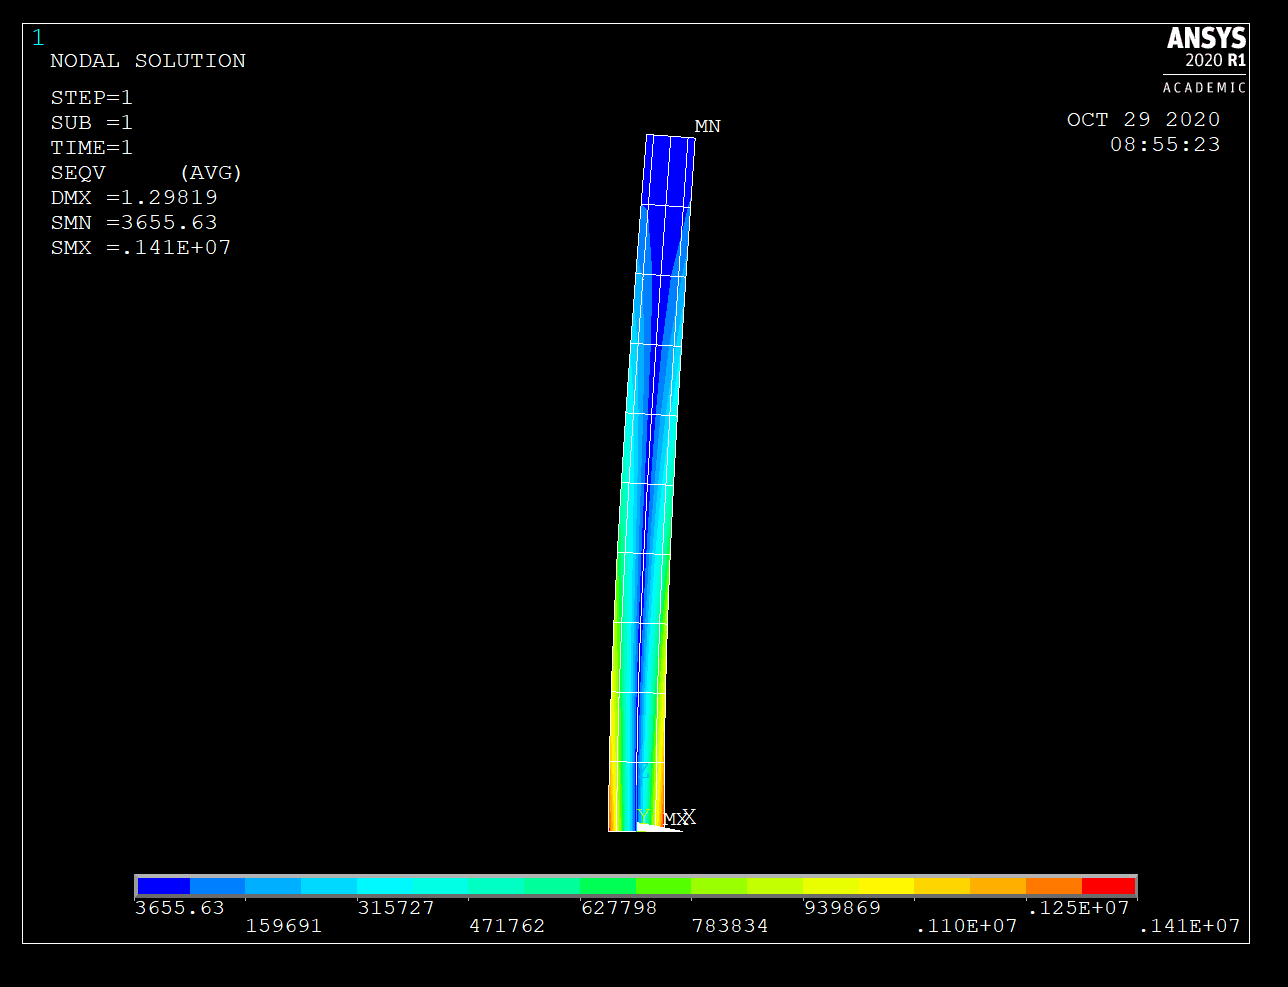 1
NODAL SOLUTION
STEP=1
SUB =1
TIME=1
SEQV (AVG)
DMX =1.29819
SMN =3655.63
SMX =.141E+07
ANSYS
2020 R1
ACADEMIC
OCT 29 2020
08:55:23
MN
Z
Y
MX
X
3655.63 315727 627798 939869 .125E+07
159691 471762 783834 .110E+07 .141E+07